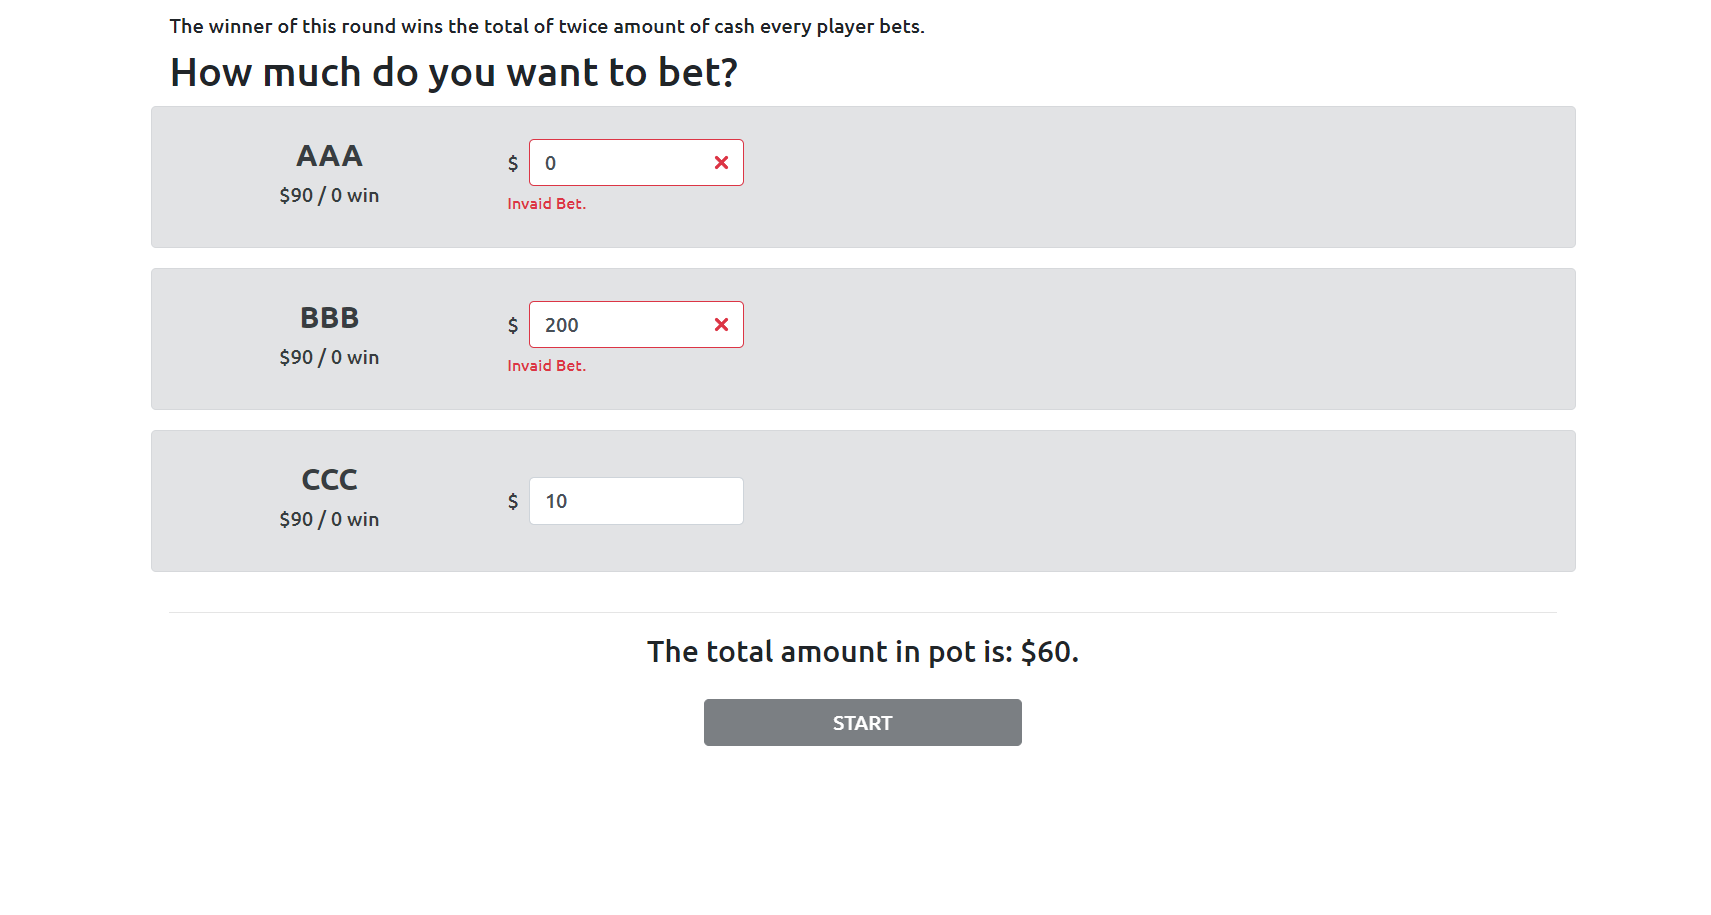 The winner of this round wins the total of twice amount of cash every player bets.
How much do you want to bet?
AAA
$90 / 0 win
$ 0
Invaid Bet.
BBB
$90 / 0 win
$ 200
Invaid Bet.
CCC
$90 / 0 win
$ 10
The total amount in pot is: $60.
START